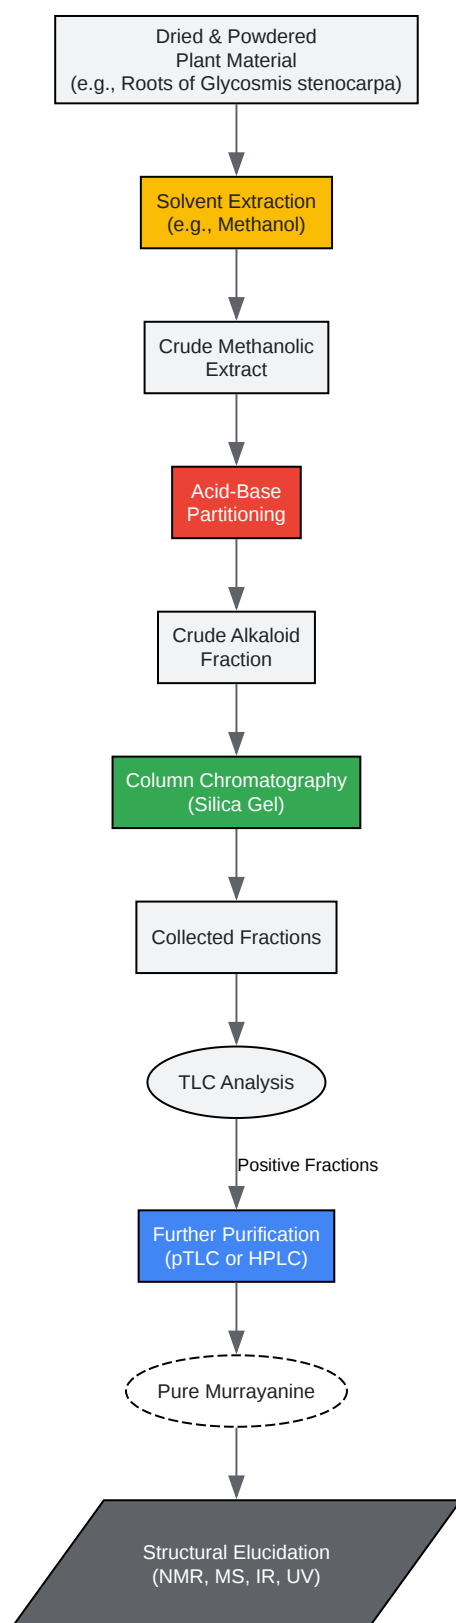 Dried & Powdered
Plant Material
(e.g., Roots of Glycosmis stenocarpa)
Solvent Extraction
(e.g., Methanol)
Crude Methanolic
Extract
Acid-Base
Partitioning
Crude Alkaloid
Fraction
Column Chromatography
(Silica Gel)
Collected Fractions
TLC Analysis
Positive Fractions
Further Purification
(pTLC or HPLC)
Pure Murrayanine
Structural Elucidation
(NMR, MS, IR, UV)